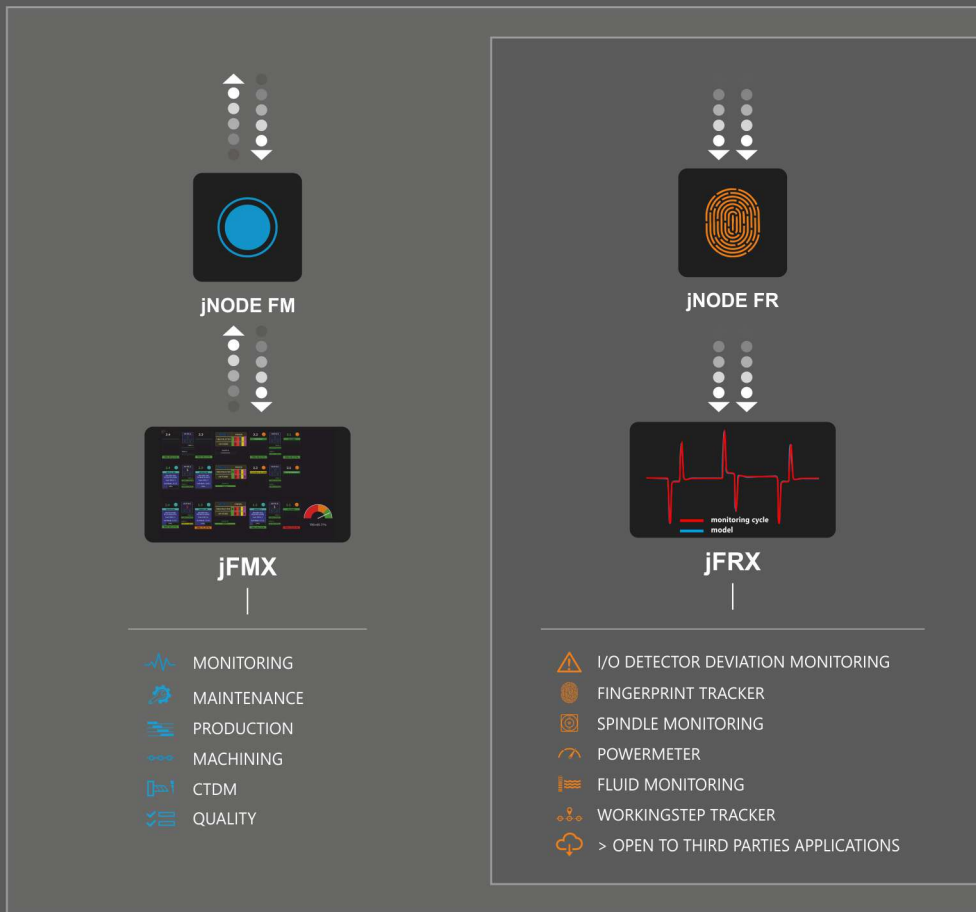 jNODE FM
jFMX
MONITORING
MAINTENANCE
PRODUCTION
MACHINING
CTDM
QUALITY
jNODE FR
monitoring cycle
model
jFRX
I/O DETECTOR DEVIATION MONITORING
FINGERPRINT TRACKER
SPINDLE MONITORING
POWERMETER
FLUID MONITORING
WORKINGSTEP TRACKER
> OPEN TO THIRD PARTIES APPLICATIONS